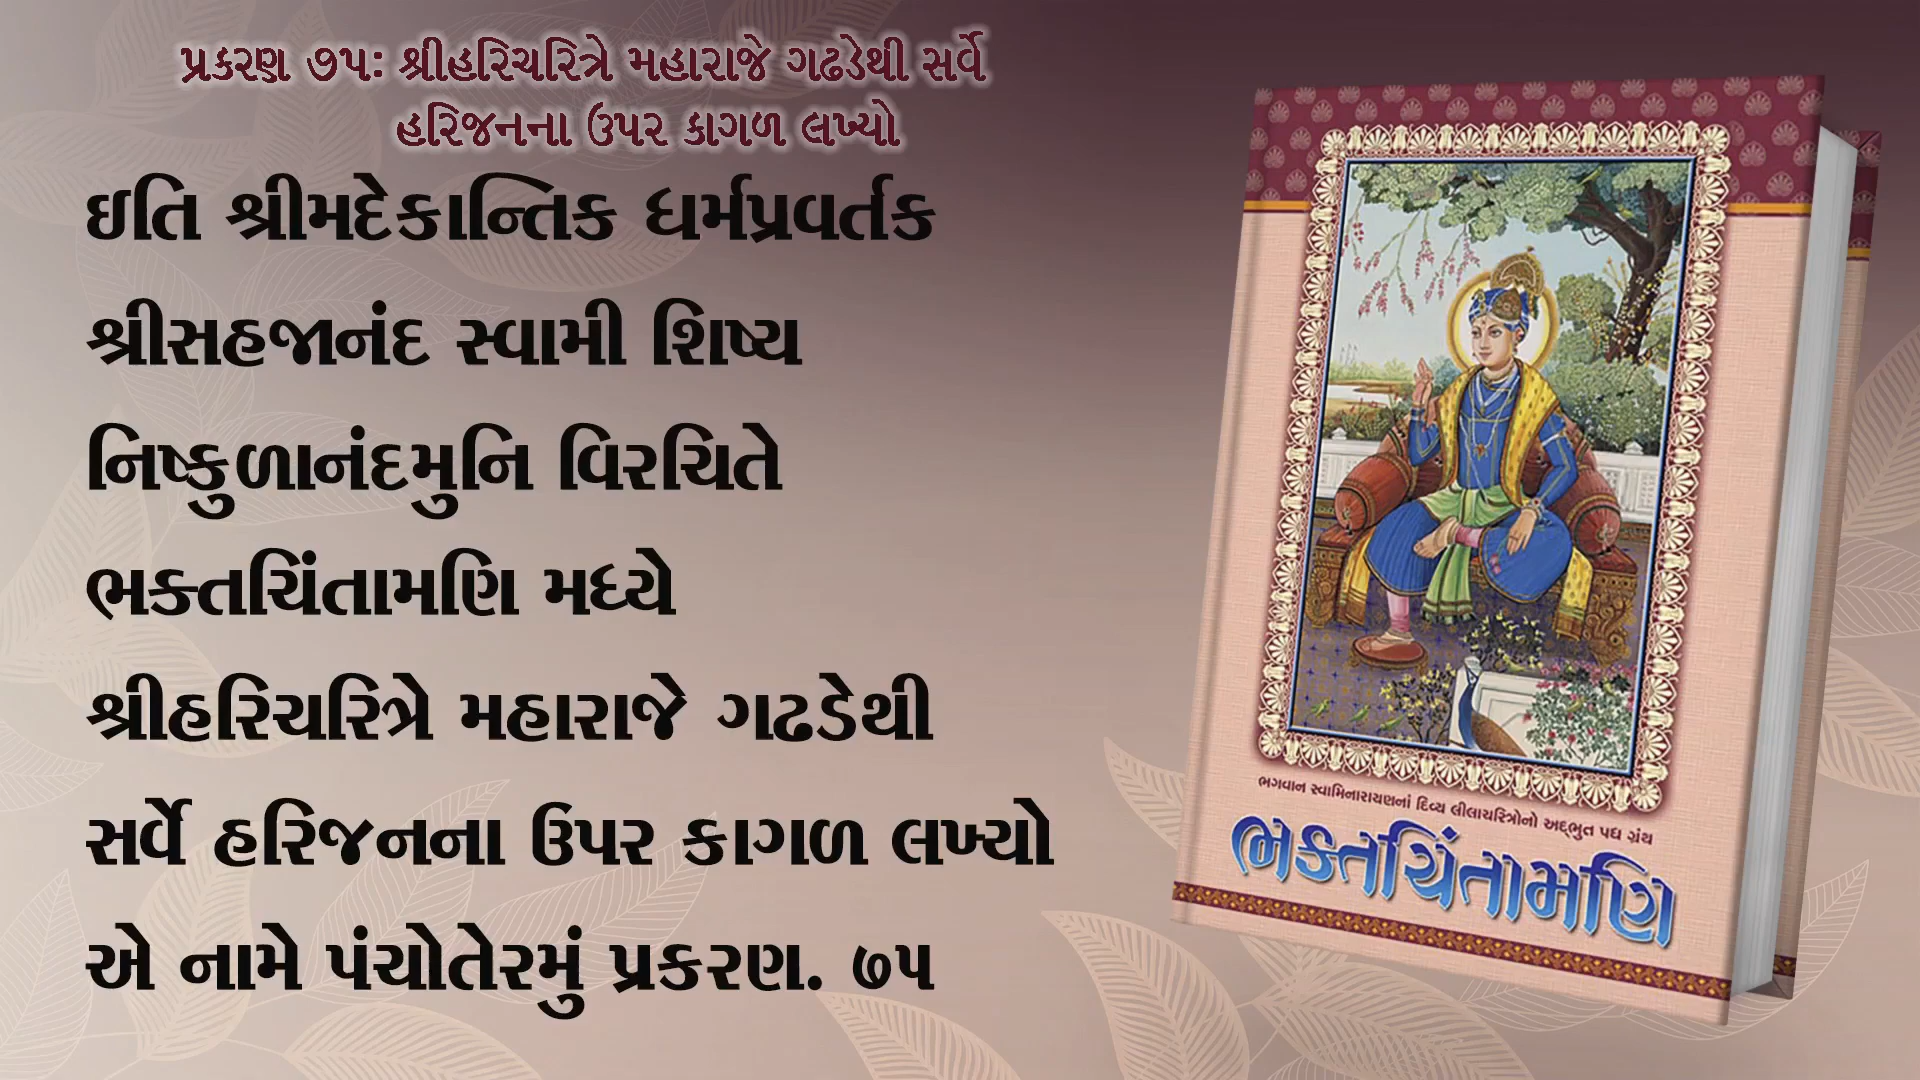 પ્રકરણ ૭૫ઃ શ્રીહરિચરિત્રે મહારાજે ગઢડેથી સર્વે
હરિજનના ઉપર કાગળ લખ્યો
ઇતિ શ્રીમદેકાન્તિક ધર્મપ્રવર્તક
શ્રીસહજાનંદ સ્વામી શિષ્ય
નિષ્કુળાનંદમુનિ વિરચિતે
ભક્તચિંતામણિ મધ્યે
શ્રીહરિચરિત્રે મહારાજે ગઢડેથી
સર્વે હરિજનના ઉપર કાગળ લખ્યો
એ નામે પંચોતેરમું પ્રકરણ. ૭૫
ભગવાન સ્વામિનારાયણનાં દિવ્ય લીલાચરિત્રોનો અદ્ભુત પદ્ય ગ્રંથ
ભક્તચિંતામણિ